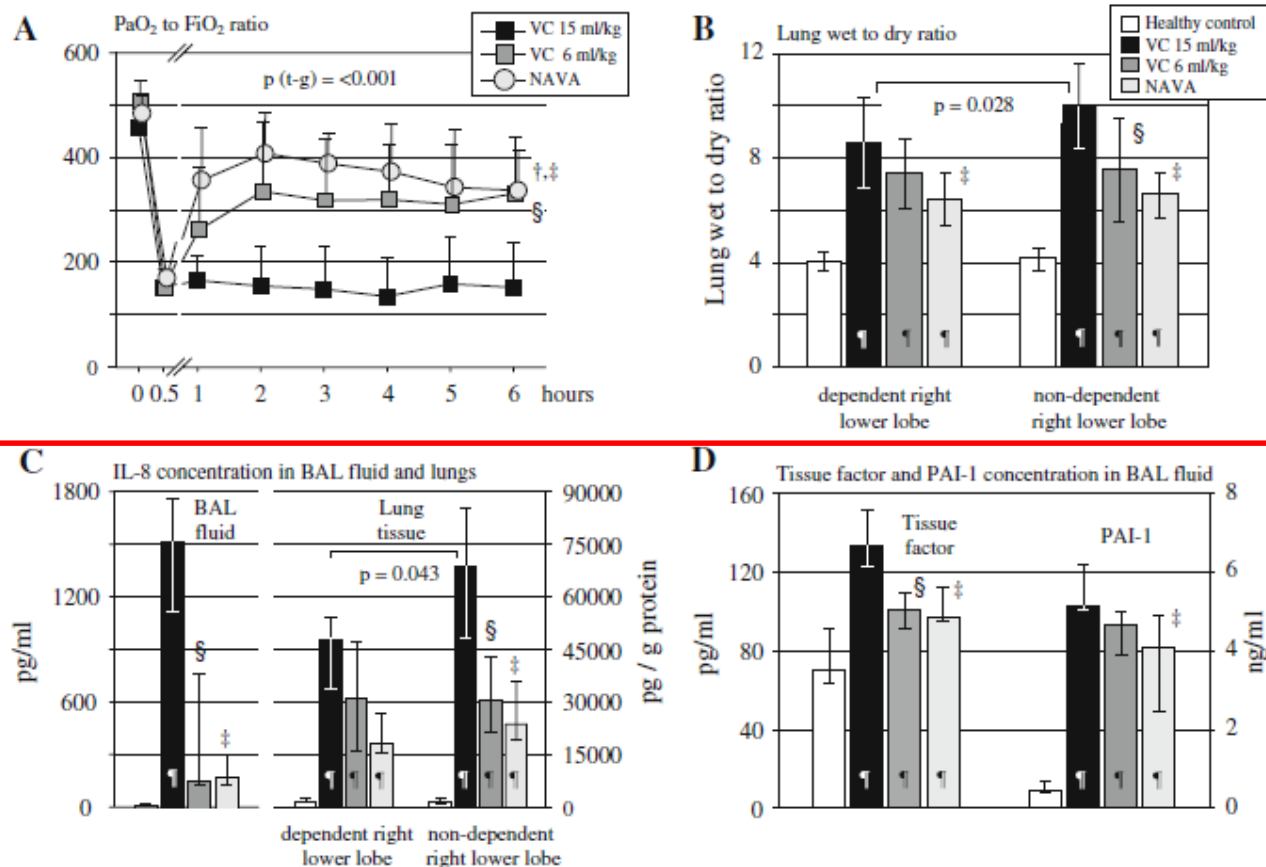 A
PaO₂ to FiO₂ ratio
VC 15 ml/kg
VC 6 ml/kg
NAVA
p (t-g) = <0.001
600
400
200
0
†,‡
§
0 0.5 1 2 3 4 5 6 hours
B
Lung wet to dry ratio
Healthy control
VC 15 ml/kg
VC 6 ml/kg
NAVA
Lung wet to dry ratio
12
8
4
0
p = 0.028
‡
§
‡
¶ ¶ ¶ ¶ ¶ ¶
dependent right
lower lobe
non-dependent
right lower lobe
C
IL-8 concentration in BAL fluid and lungs
pg/ml
1800
1200
600
0
BAL
fluid
Lung
tissue
p = 0.043
§
‡
§
‡
¶ ¶ ¶ ¶ ¶ ¶ ¶
90000
75000
60000
45000
30000
15000
0
pg / g protein
dependent right
lower lobe
non-dependent
right lower lobe
D
Tissue factor and PAI-1 concentration in BAL fluid
pg/ml
160
120
80
40
0
Tissue
factor
PAI-1
§ ‡
‡
¶ ¶ ¶ ¶ ¶ ¶
8
6
4
2
0
ng/ml